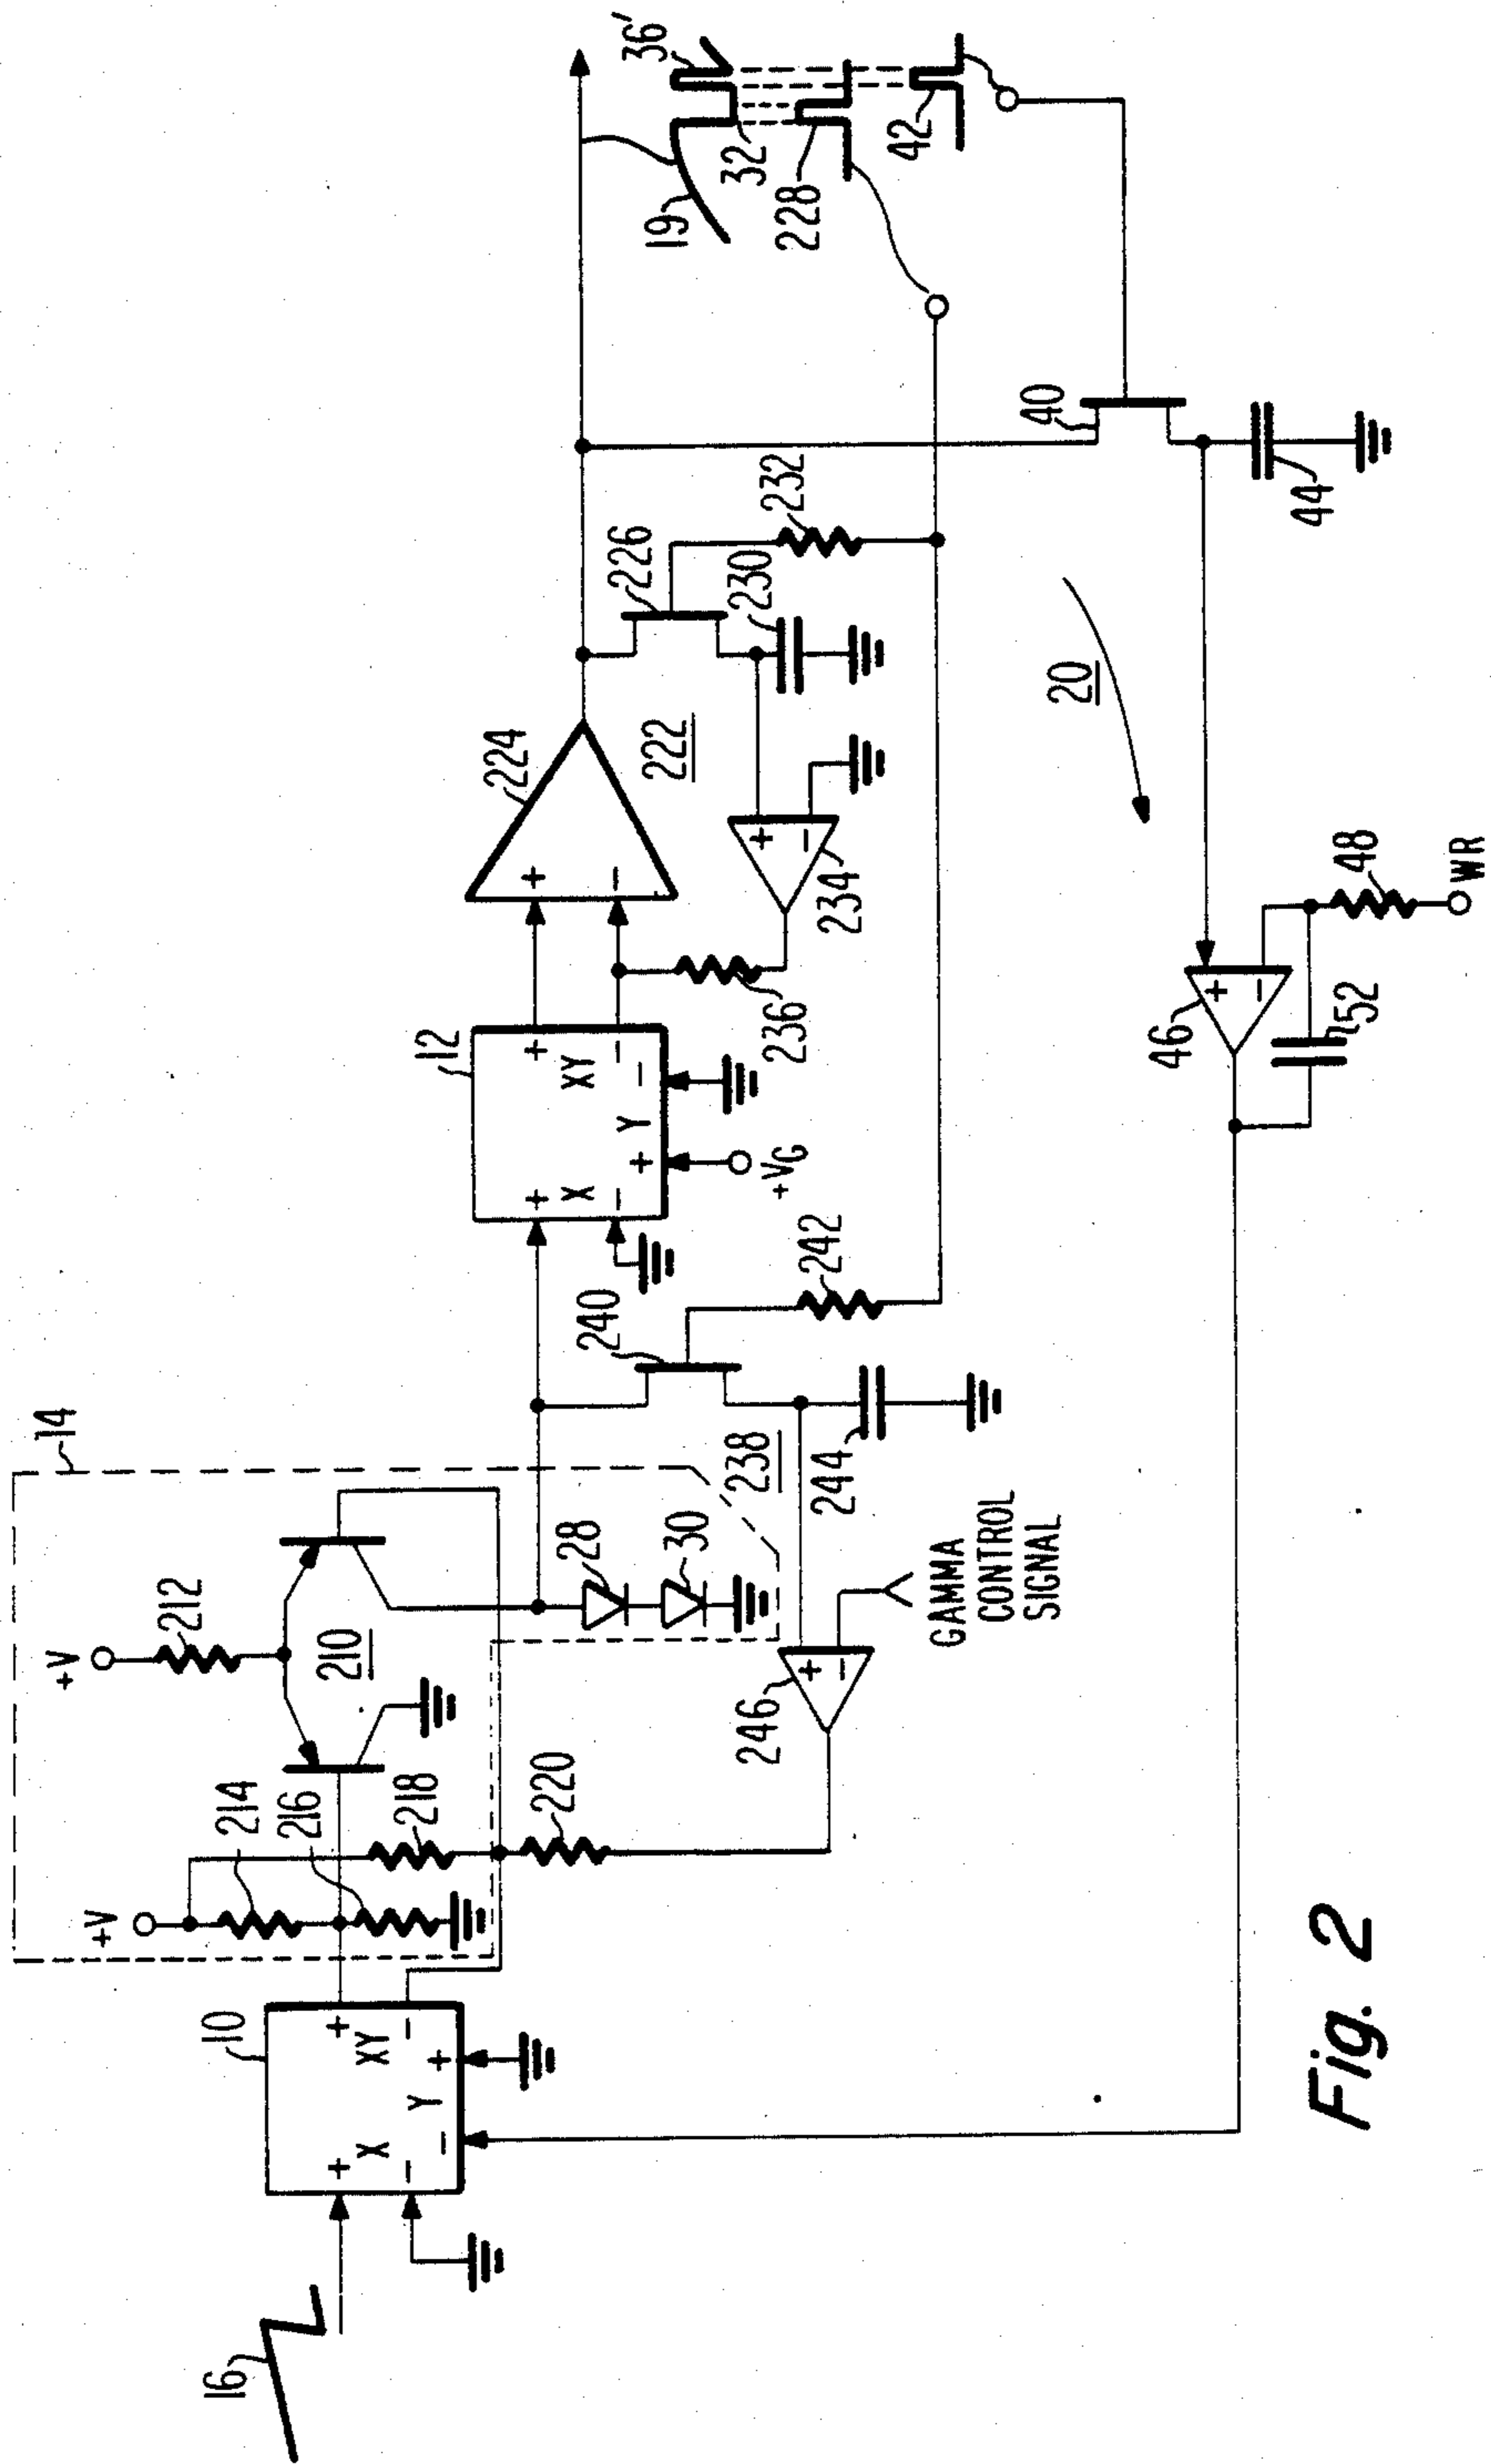 14
+V
212
+V
214
216
210
218
220
10
+ X -
+ XY -
- Y +
16
28
30
238
240
242
244
246
+ -
GAMMA
CONTROL
SIGNAL
12
+ X -
+ XY -
+ Y -
+VG
224
+ -
222
226
230
232
234
+ -
236
19
32
36'
228
42
40
44
20
46
+ -
48
52
WR
Fig. 2